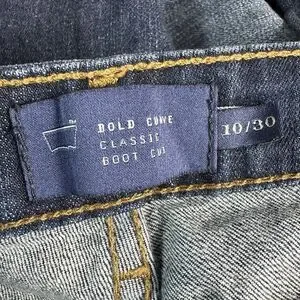 BOLD CURVE
CLASSIC
BOOT CUT
10/30